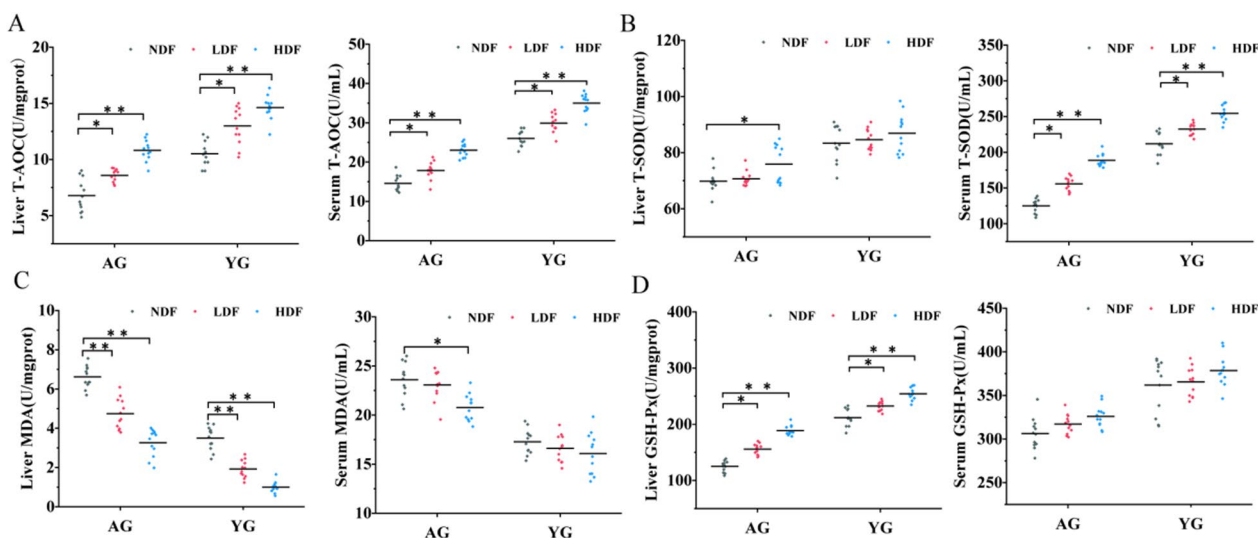 A
NDF LDF HDF
Liver T-AOC(U/mgprot)
20
15
10
5
** 
*
**
*
AG YG
NDF LDF HDF
Serum T-AOC(U/mL)
50
40
30
20
10
0
**
*
**
*
AG YG
B
NDF LDF HDF
Liver T-SOD(U/mgprot)
120
100
80
60
*
AG YG
NDF LDF HDF
Serum T-SOD(U/mL)
350
300
250
200
150
100
**
*
**
*
AG YG
C
NDF LDF HDF
Liver MDA(U/mgprot)
10
8
6
4
2
0
**
**
**
**
AG YG
NDF LDF HDF
Serum MDA(U/mL)
30
25
20
15
10
*
AG YG
D
NDF LDF HDF
Liver GSH-Px(U/mgprot)
400
300
200
100
**
*
**
*
AG YG
NDF LDF HDF
Serum GSH-Px(U/mL)
450
400
350
300
250
AG YG